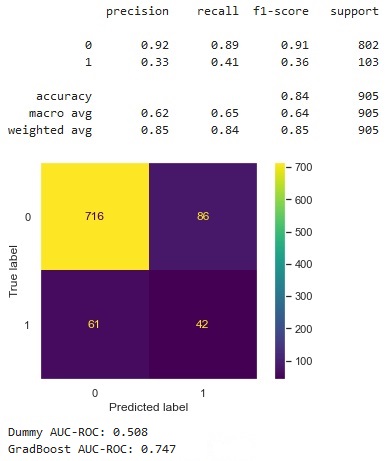 precision recall f1-score support
0 0.92 0.89 0.91 802
1 0.33 0.41 0.36 103
accuracy 0.84 905
macro avg 0.62 0.65 0.64 905
weighted avg 0.85 0.84 0.85 905
700
600
500
400
300
200
100
True label
0 716 86
1 61 42
0 1
Predicted label
Dummy AUC-ROC: 0.508
GradBoost AUC-ROC: 0.747